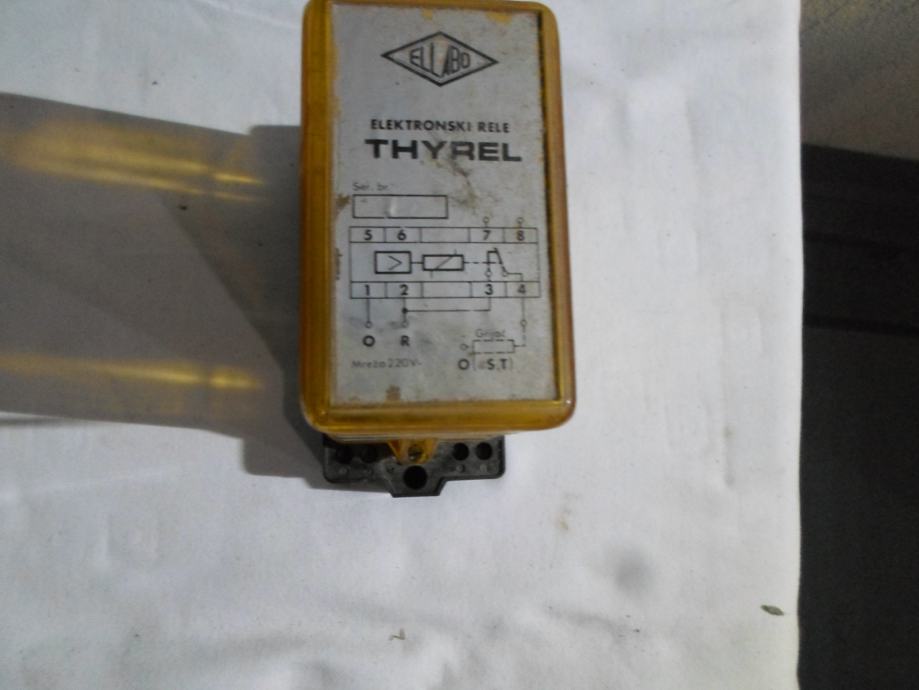 ELLABO
ELEKTRONSKI RELE
THYREL
Ser. br.
5 6 7 8
1 2 3 4
O R
Grijač
Mreža 220V~
O (S,T)